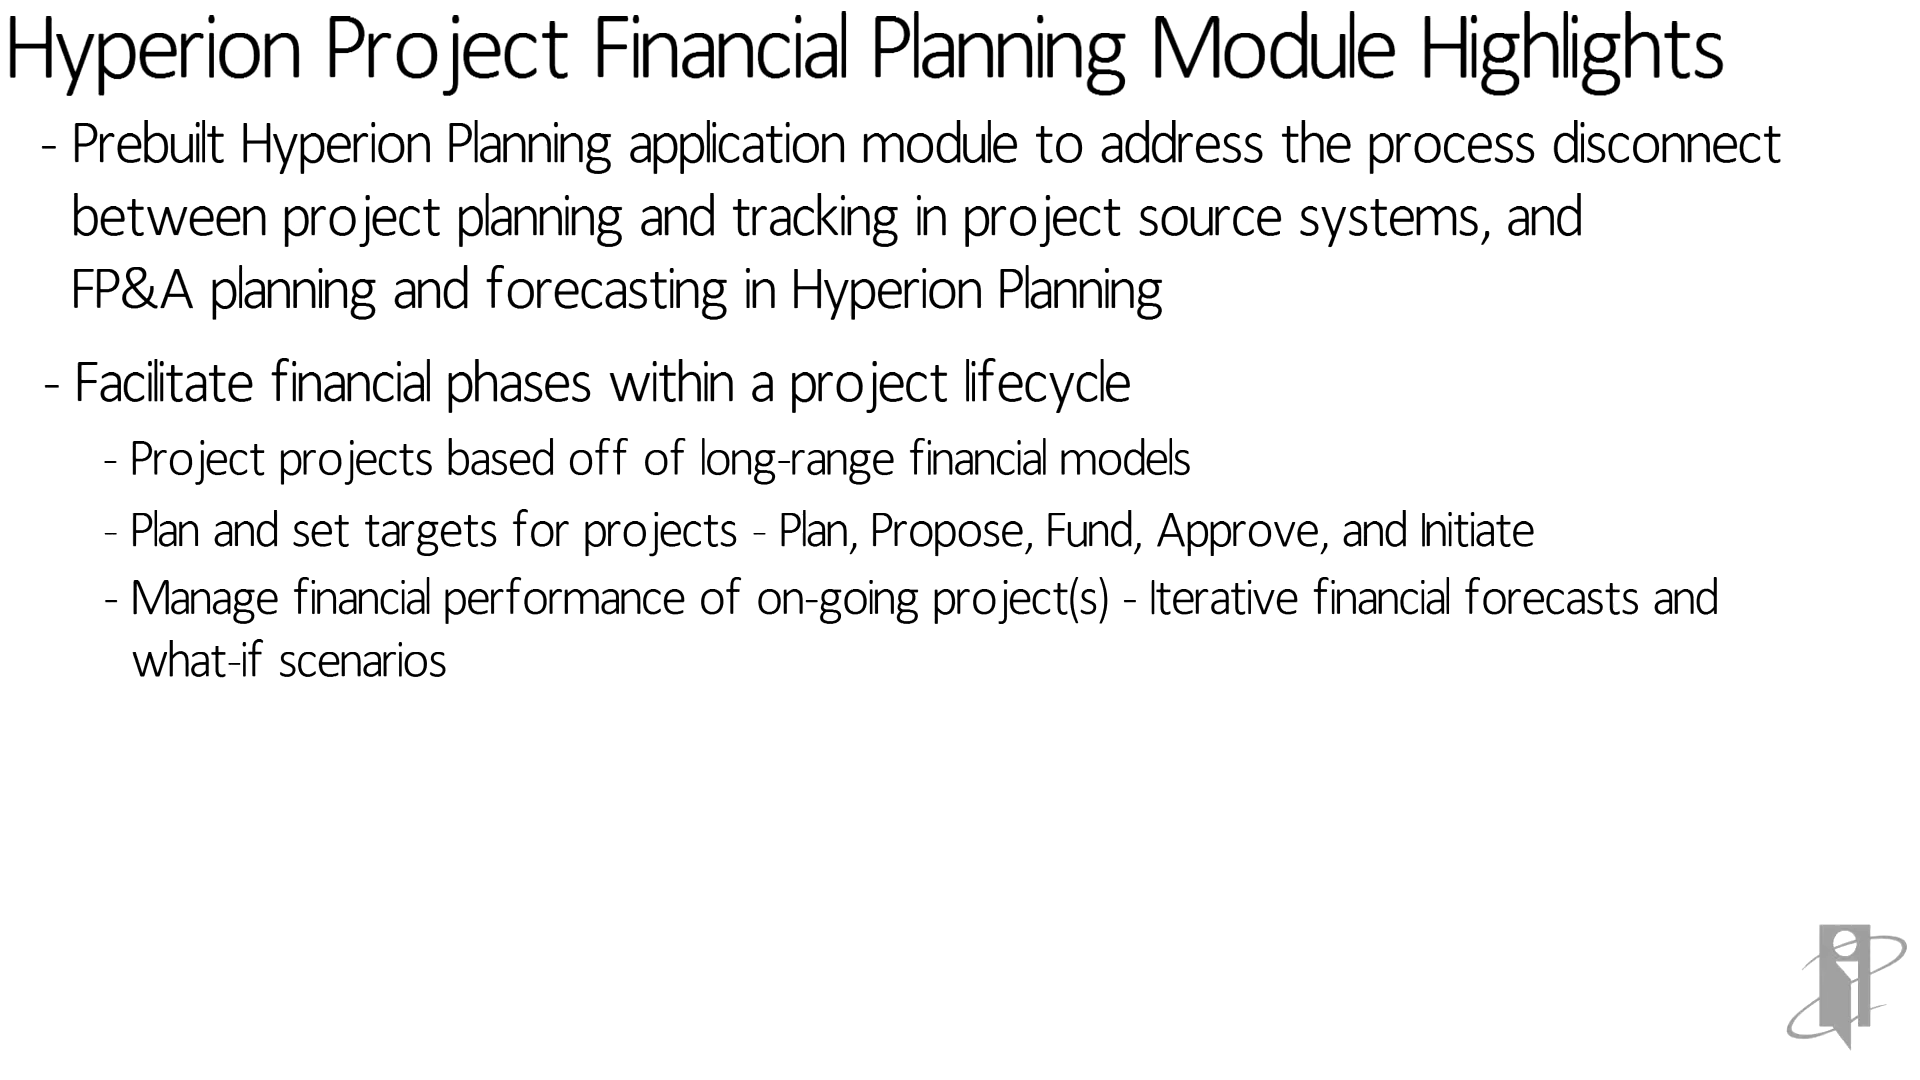 Hyperion Project Financial Planning Module Highlights
- Prebuilt Hyperion Planning application module to address the process disconnect
between project planning and tracking in project source systems, and
FP&A planning and forecasting in Hyperion Planning
- Facilitate financial phases within a project lifecycle
- Project projects based off of long-range financial models
- Plan and set targets for projects - Plan, Propose, Fund, Approve, and Initiate
- Manage financial performance of on-going project(s) - Iterative financial forecasts and
what-if scenarios